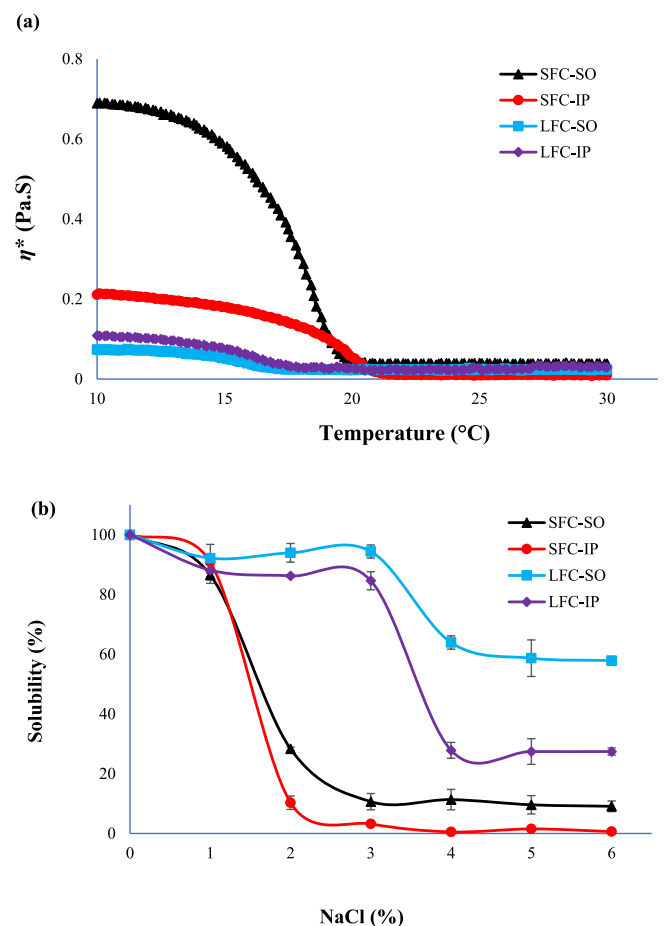 (a)
0.8
0.6
0.4
0.2
0
η* (Pa.S)
SFC-SO
SFC-IP
LFC-SO
LFC-IP
10 15 20 25 30
Temperature (°C)
(b)
100
80
60
40
20
0
Solubility (%)
SFC-SO
SFC-IP
LFC-SO
LFC-IP
0 1 2 3 4 5 6
NaCl (%)